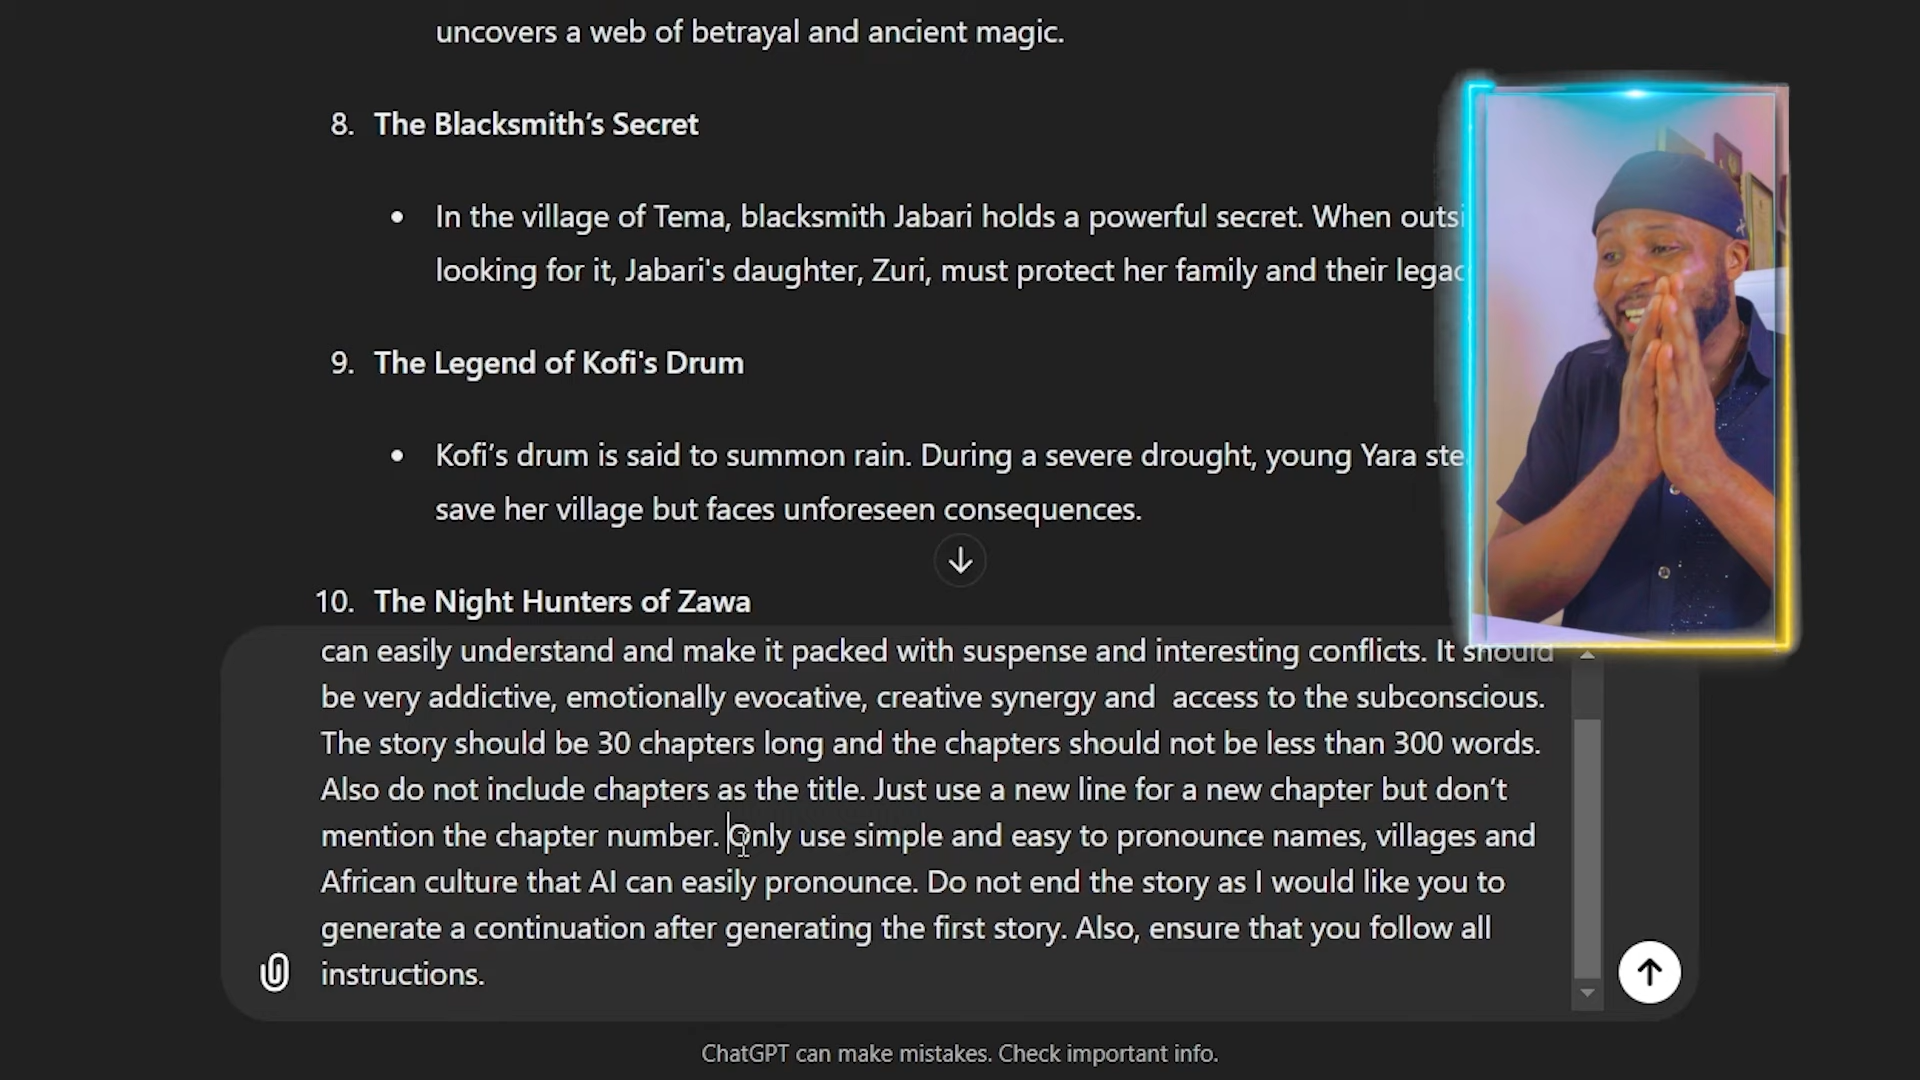 uncovers a web of betrayal and ancient magic.
8. The Blacksmith’s Secret
• In the village of Tema, blacksmith Jabari holds a powerful secret. When
looking for it, Jabari's daughter, Zuri, must protect her family and their
9. The Legend of Kofi's Drum
• Kofi’s drum is said to summon rain. During a severe drought, young Yara
save her village but faces unforeseen consequences.
10. The Night Hunters of Zawa
can easily understand and make it packed with suspense and interesting conflicts. It should
be very addictive, emotionally evocative, creative synergy and  access to the subconscious.
The story should be 30 chapters long and the chapters should not be less than 300 words.
Also do not include chapters as the title. Just use a new line for a new chapter but don’t
mention the chapter number. Only use simple and easy to pronounce names, villages and
African culture that AI can easily pronounce. Do not end the story as I would like you to
generate a continuation after generating the first story. Also, ensure that you follow all
instructions.
ChatGPT can make mistakes. Check important info.